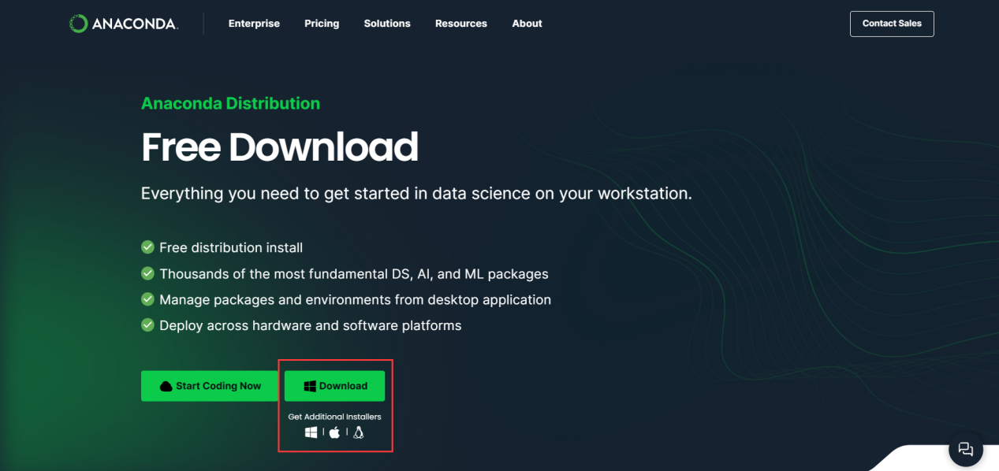 ANACONDA.
Enterprise Pricing Solutions Resources About
Contact Sales
Anaconda Distribution
Free Download
Everything you need to get started in data science on your workstation.
Free distribution install
Thousands of the most fundamental DS, AI, and ML packages
Manage packages and environments from desktop application
Deploy across hardware and software platforms
Start Coding Now
Download
Get Additional Installers